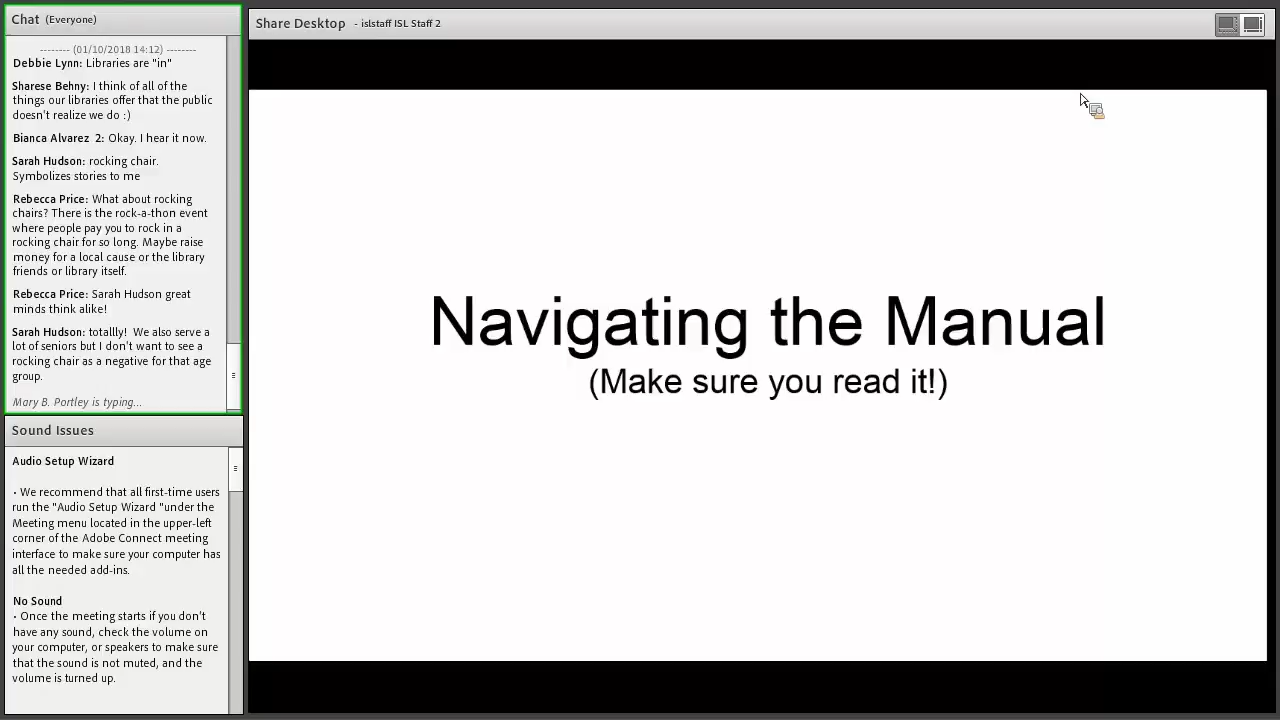 Chat (Everyone)
-------- (01/10/2018 14:12) --------
Debbie Lynn: Libraries are "in"
Sharese Behny: I think of all of the
things our libraries offer that the public
doesn't realize we do :)
Bianca Alvarez 2: Okay. I hear it now.
Sarah Hudson: rocking chair.
Symbolizes stories to me
Rebecca Price: What about rocking
chairs? There is the rock-a-thon event
where people pay you to rock in a
rocking chair for so long. Maybe raise
money for a local cause or the library
friends or library itself.
Rebecca Price: Sarah Hudson great
minds think alike!
Sarah Hudson: totallly! We also serve a
lot of seniors but I don't want to see a
rocking chair as a negative for that age
group.
Mary B. Portley is typing...
Sound Issues
Audio Setup Wizard
• We recommend that all first-time users
run the "Audio Setup Wizard "under the
Meeting menu located in the upper-left
corner of the Adobe Connect meeting
interface to make sure your computer has
all the needed add-ins.
No Sound
• Once the meeting starts if you don't
have any sound, check the volume on
your computer, or speakers to make sure
that the sound is not muted, and the
volume is turned up.
Share Desktop - islstaff ISL Staff 2
Navigating the Manual
(Make sure you read it!)